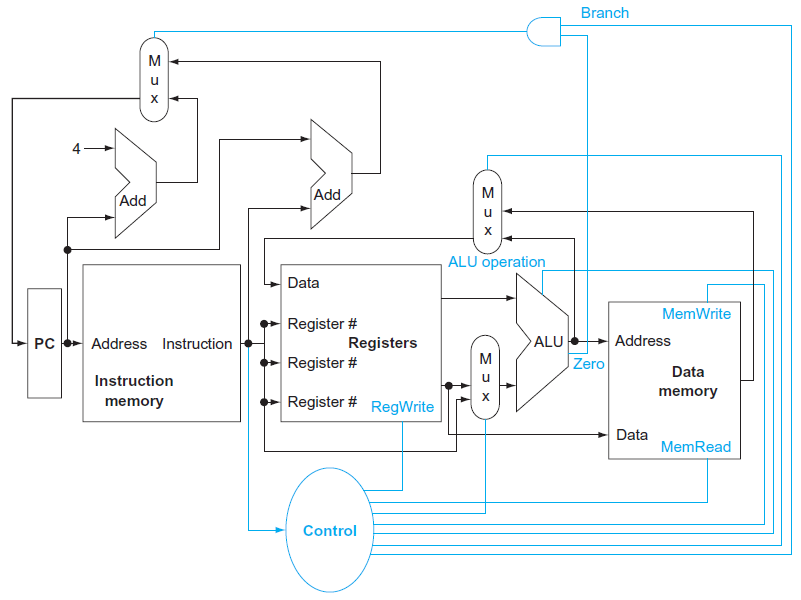 Branch
M
u
x
4
Add
Add
M
u
x
ALU operation
Data
Register #
Registers
Register #
Register #
RegWrite
PC
Address
Instruction
Instruction
memory
M
u
x
ALU
Zero
MemWrite
Address
Data
memory
Data
MemRead
Control